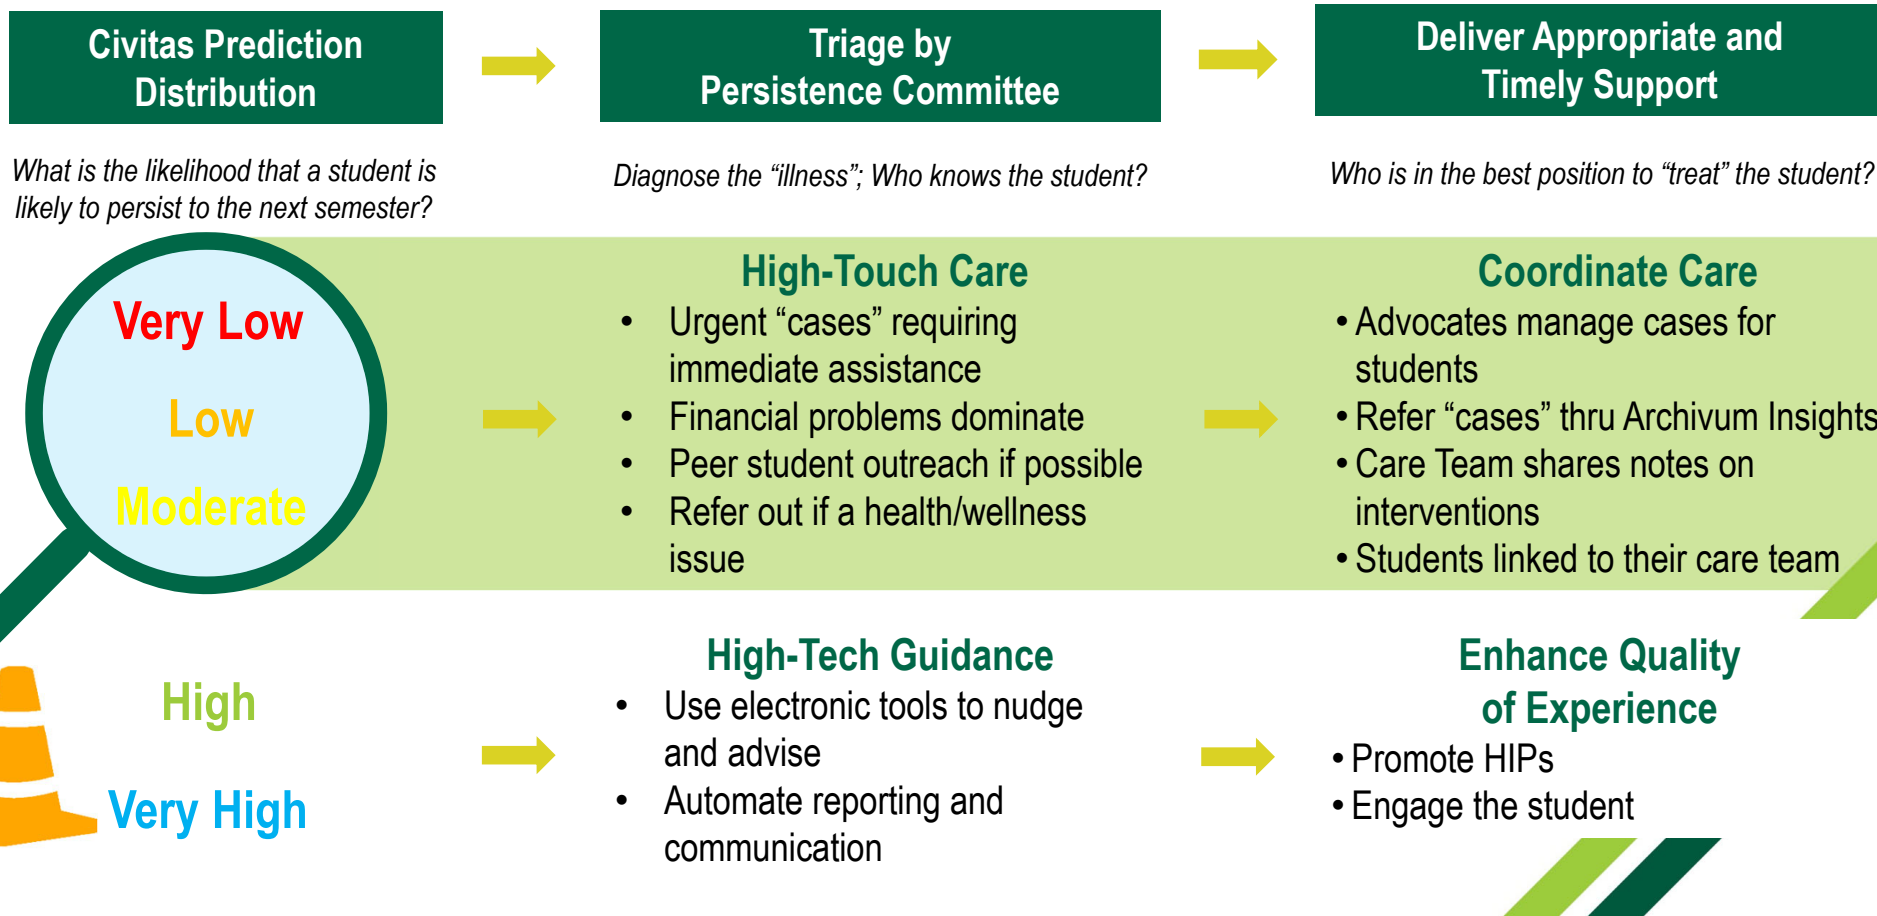 Civitas Prediction
Distribution
Triage by
Persistence Committee
Deliver Appropriate and
Timely Support
What is the likelihood that a student is
likely to persist to the next semester?
Diagnose the “illness”; Who knows the student?
Who is in the best position to “treat” the student?
Very Low
Low
Moderate
High-Touch Care
• Urgent “cases” requiring
immediate assistance
• Financial problems dominate
• Peer student outreach if possible
• Refer out if a health/wellness
issue
Coordinate Care
• Advocates manage cases for
students
• Refer “cases” thru Archivum Insights
• Care Team shares notes on
interventions
• Students linked to their care team
High
Very High
High-Tech Guidance
• Use electronic tools to nudge
and advise
• Automate reporting and
communication
Enhance Quality
of Experience
• Promote HIPs
• Engage the student